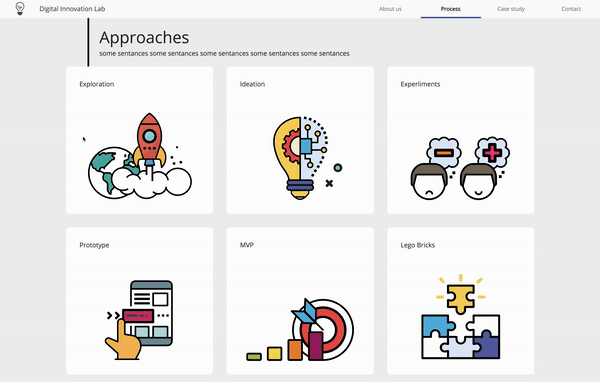 Digital Innovation Lab
About us
Process
Case study
Contact
Approaches
some sentances some sentances some sentances some sentances some sentances
Exploration
Ideation
Experliments
Prototype
MVP
Lego Bricks